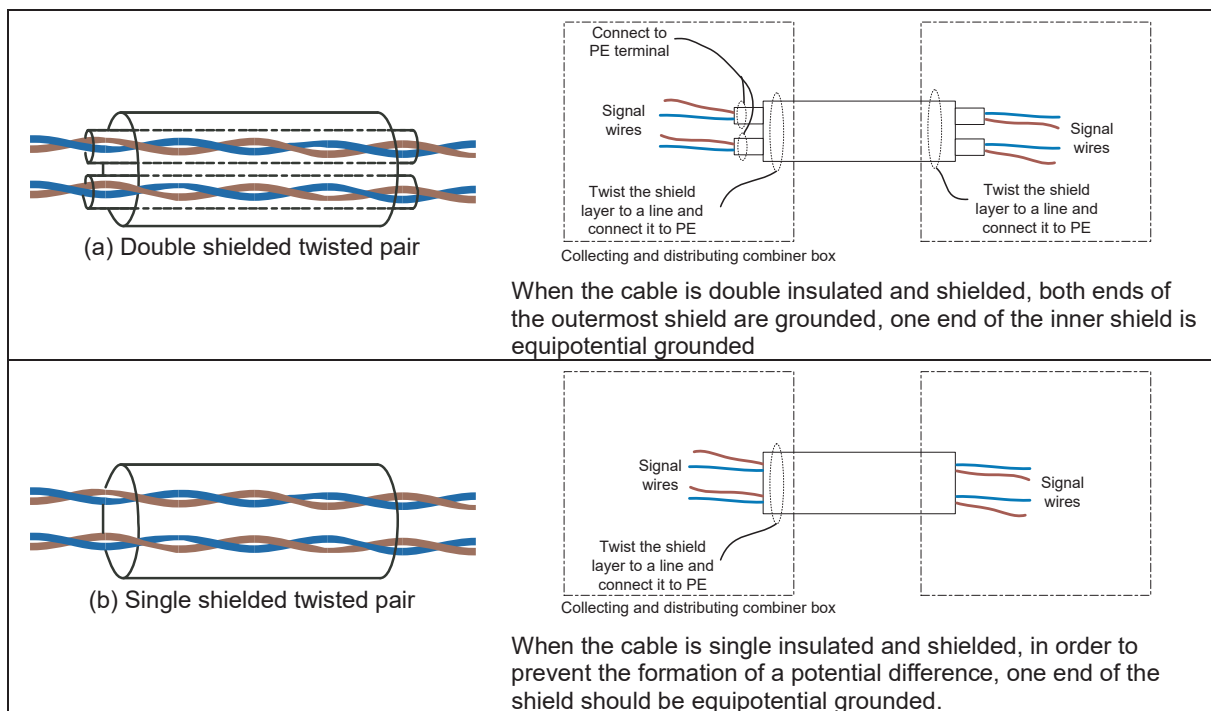 Connect to
PE terminal
Signal
wires
Signal
wires
Twist the shield
layer to a line and
connect it to PE
Twist the shield
layer to a line and
connect it to PE
(a) Double shielded twisted pair
Collecting and distributing combiner box
When the cable is double insulated and shielded, both ends of
the outermost shield are grounded, one end of the inner shield is
equipotential grounded
Signal
wires
Signal
wires
Twist the shield
layer to a line and
connect it to PE
(b) Single shielded twisted pair
Collecting and distributing combiner box
When the cable is single insulated and shielded, in order to
prevent the formation of a potential difference, one end of the
shield should be equipotential grounded.